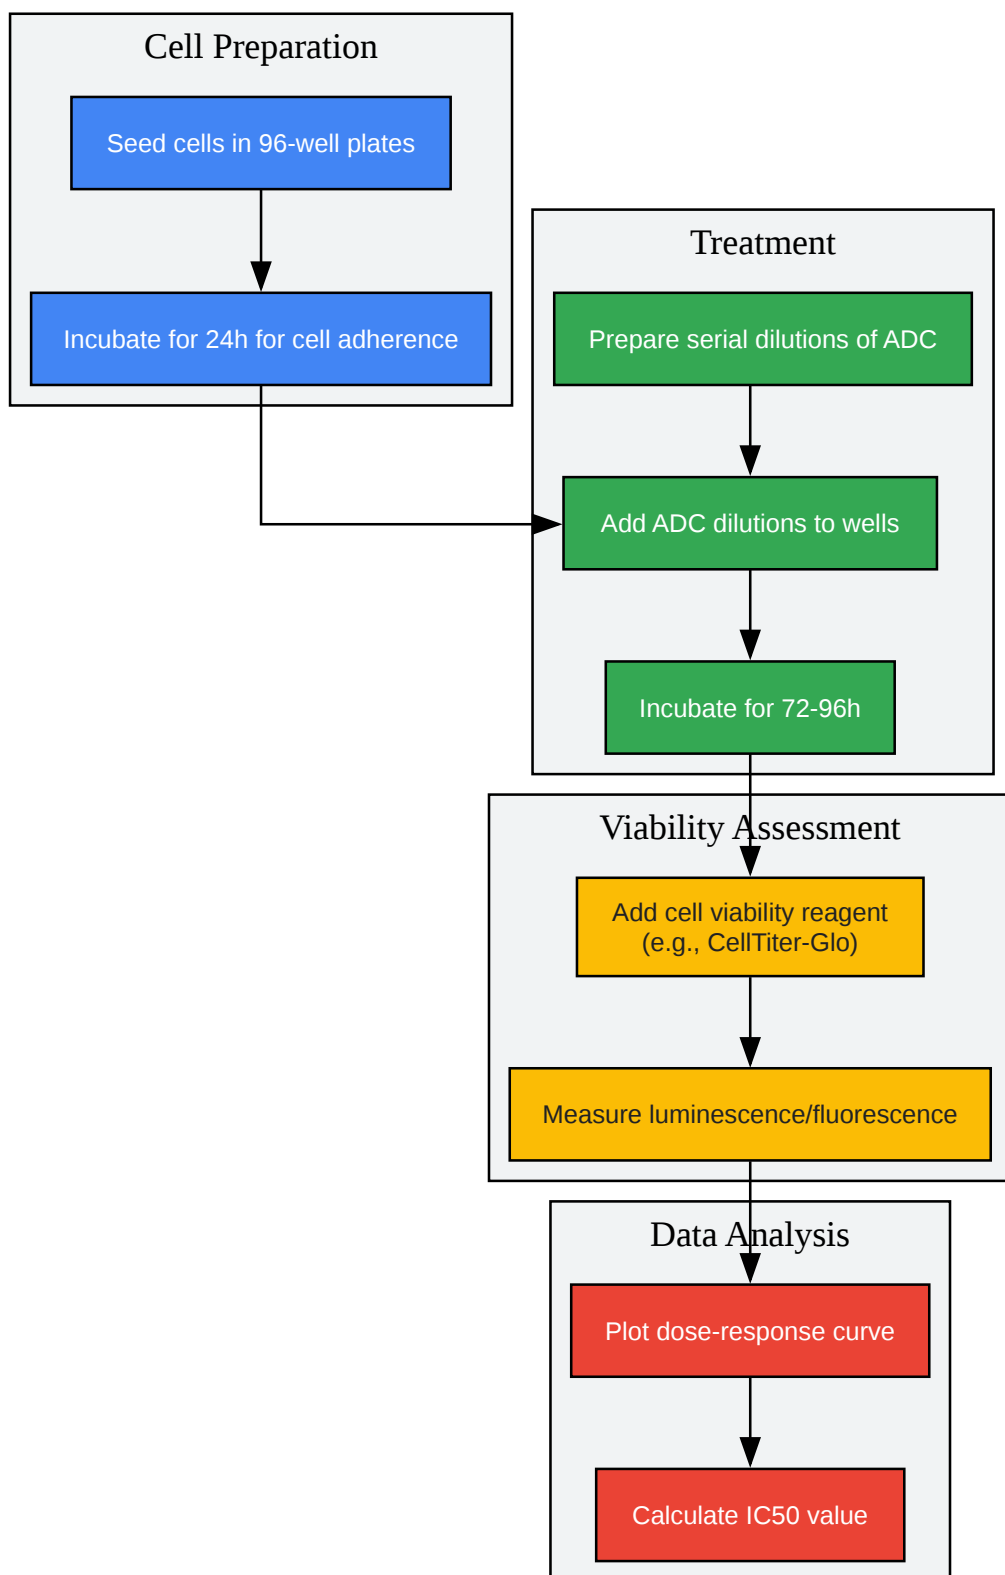 Cell Preparation
Seed cells in 96-well plates
Incubate for 24h for cell adherence
Treatment
Prepare serial dilutions of ADC
Add ADC dilutions to wells
Incubate for 72-96h
Viability Assessment
Add cell viability reagent
(e.g., CellTiter-Glo)
Measure luminescence/fluorescence
Data Analysis
Plot dose-response curve
Calculate IC50 value